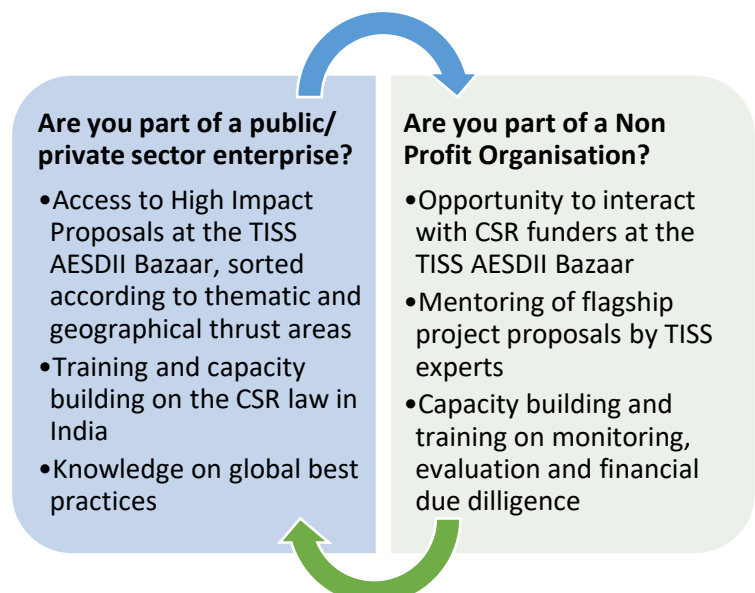 Are you part of a public/
private sector enterprise?
•Access to High Impact
Proposals at the TISS
AESDII Bazaar, sorted
according to thematic and
geographical thrust areas
•Training and capacity
building on the CSR law in
India
•Knowledge on global best
practices
Are you part of a Non
Profit Organisation?
•Opportunity to interact
with CSR funders at the
TISS AESDII Bazaar
•Mentoring of flagship
project proposals by TISS
experts
•Capacity building and
training on monitoring,
evaluation and financial
due dilligence